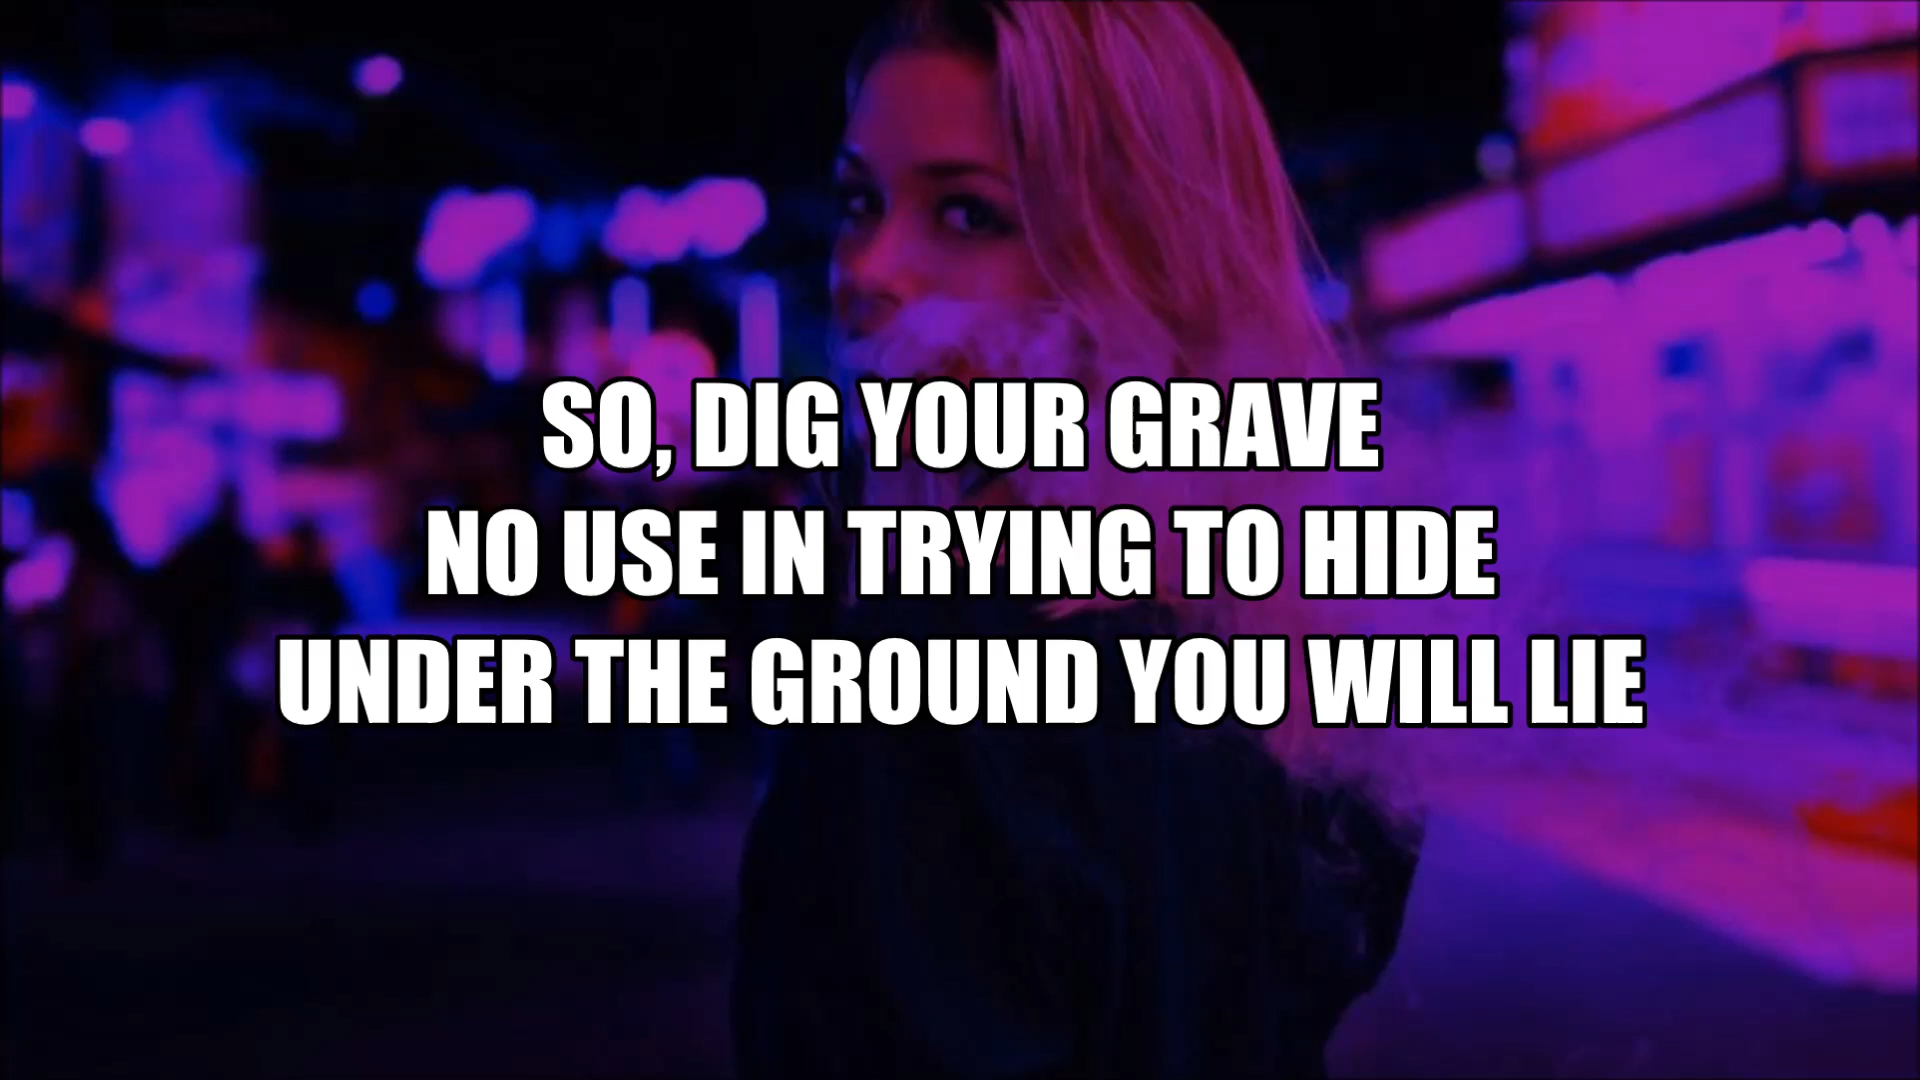 SO, DIG YOUR GRAVE
NO USE IN TRYING TO HIDE
UNDER THE GROUND YOU WILL LIE